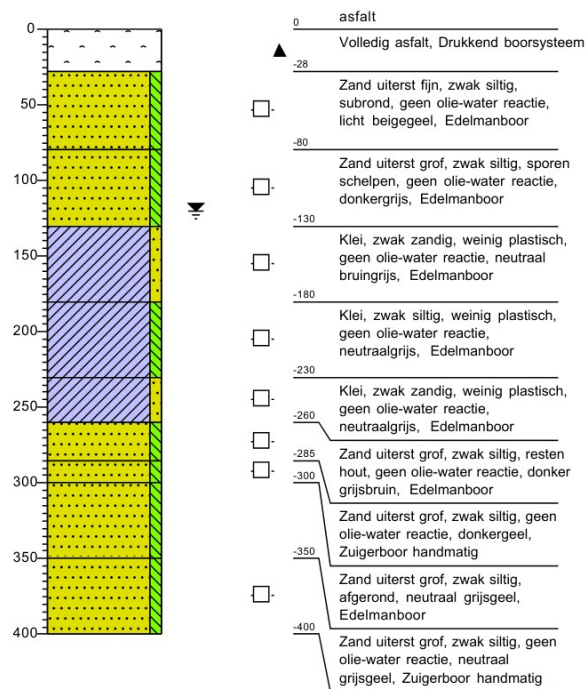 0
50
100
150
200
250
300
350
400
0
asfalt
Volledig asfalt, Drukkend boorsysteem
-28
Zand uiterst fijn, zwak siltig,
subrond, geen olie-water reactie,
licht beigegeel, Edelmanboor
-80
Zand uiterst grof, zwak siltig, sporen
schelpen, geen olie-water reactie,
donkergrijs, Edelmanboor
-130
Klei, zwak zandig, weinig plastisch,
geen olie-water reactie, neutraal
bruingrijs, Edelmanboor
-180
Klei, zwak siltig, weinig plastisch,
geen olie-water reactie,
neutraalgrijs, Edelmanboor
-230
Klei, zwak zandig, weinig plastisch,
geen olie-water reactie,
neutraalgrijs, Edelmanboor
-260
Zand uiterst grof, zwak siltig, resten
hout, geen olie-water reactie, donker
grijsbruin, Edelmanboor
-285
Zand uiterst grof, zwak siltig, geen
olie-water reactie, donkergeel,
Zuigerboor handmatig
-300
Zand uiterst grof, zwak siltig,
afgerond, neutraal grijsgeel,
Edelmanboor
-350
Zand uiterst grof, zwak siltig, geen
olie-water reactie, neutraal
grijsgeel, Zuigerboor handmatig
-400